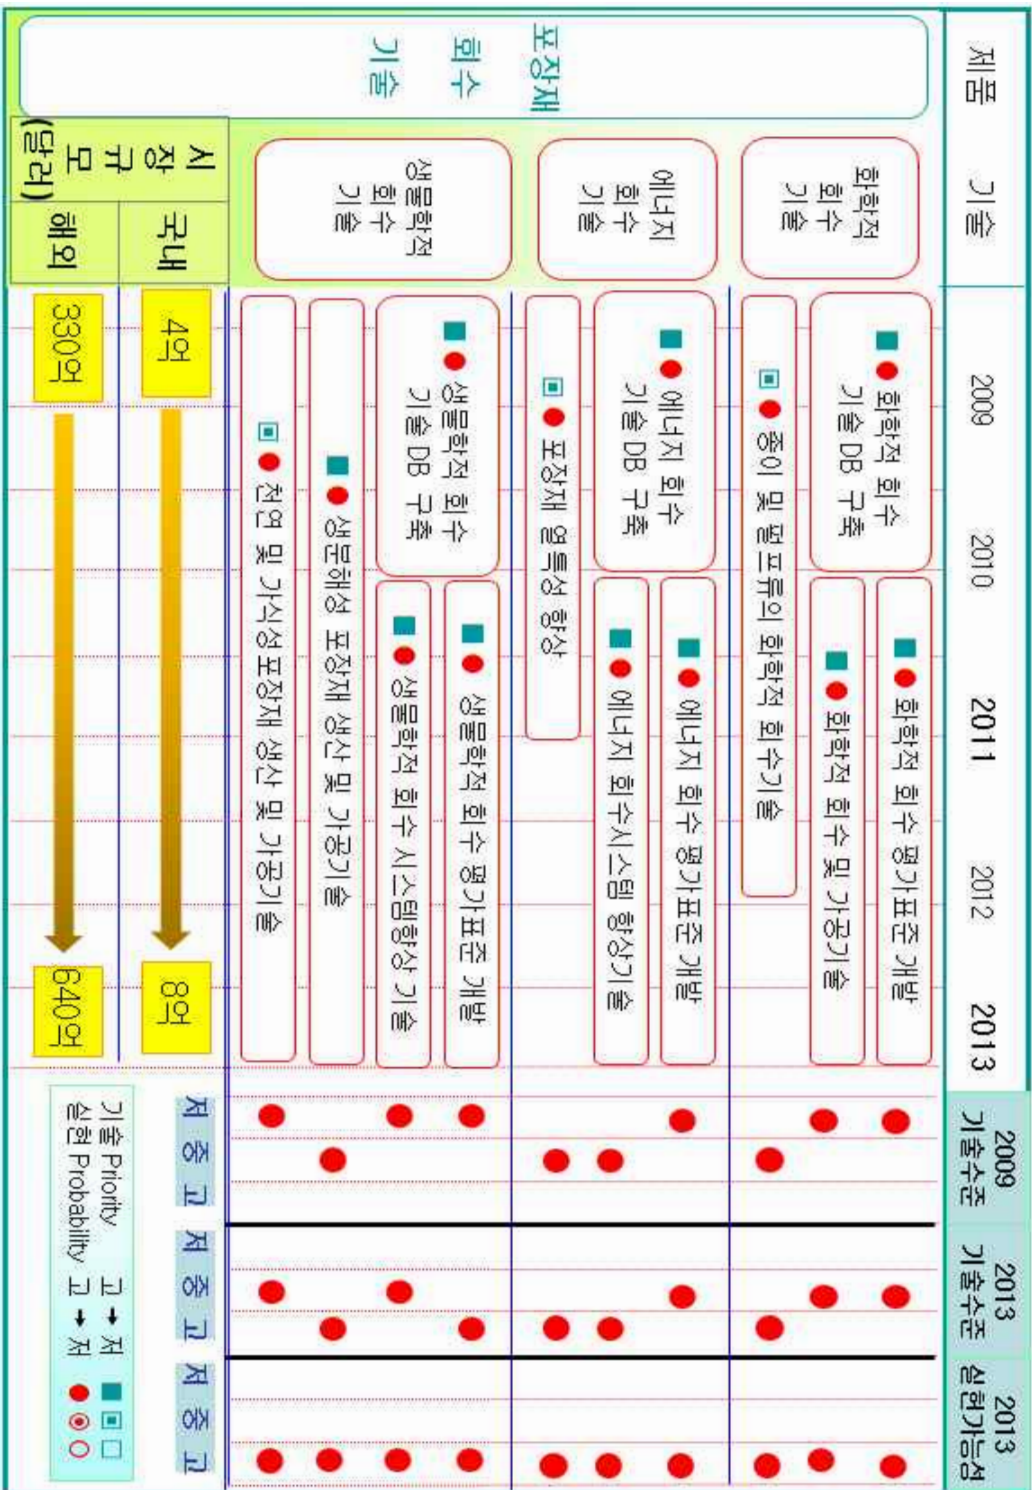 제품 기술 2009 2010 2011 2012 2013
2009
기술수준
2013
기술수준
2013
실현가능성
포장재
회수
기술
화학적
회수
기술
화학적 회수
기술 DB 구축
화학적 회수 평가표준 개발
화학적 회수 및 가공기술
종이 및 펄프류의 화학적 회수기술
에너지
회수
기술
에너지 회수
기술 DB 구축
에너지 회수 평가표준 개발
에너지 회수시스템 향상기술
포장재 열특성 향상
생물학적
회수
기술
생물학적 회수
기술 DB 구축
생물학적 회수 평가표준 개발
생물학적 회수 시스템향상 기술
생분해성 포장재 생산 및 가공기술
천연 및 가식성포장재 생산 및 가공기술
시
장
규
모
(달러)
국내 4억 8억
해외 330억 640억
저 중 고 저 중 고 저 중 고
기술 Priority 고 → 저
실현 Probability 고 → 저